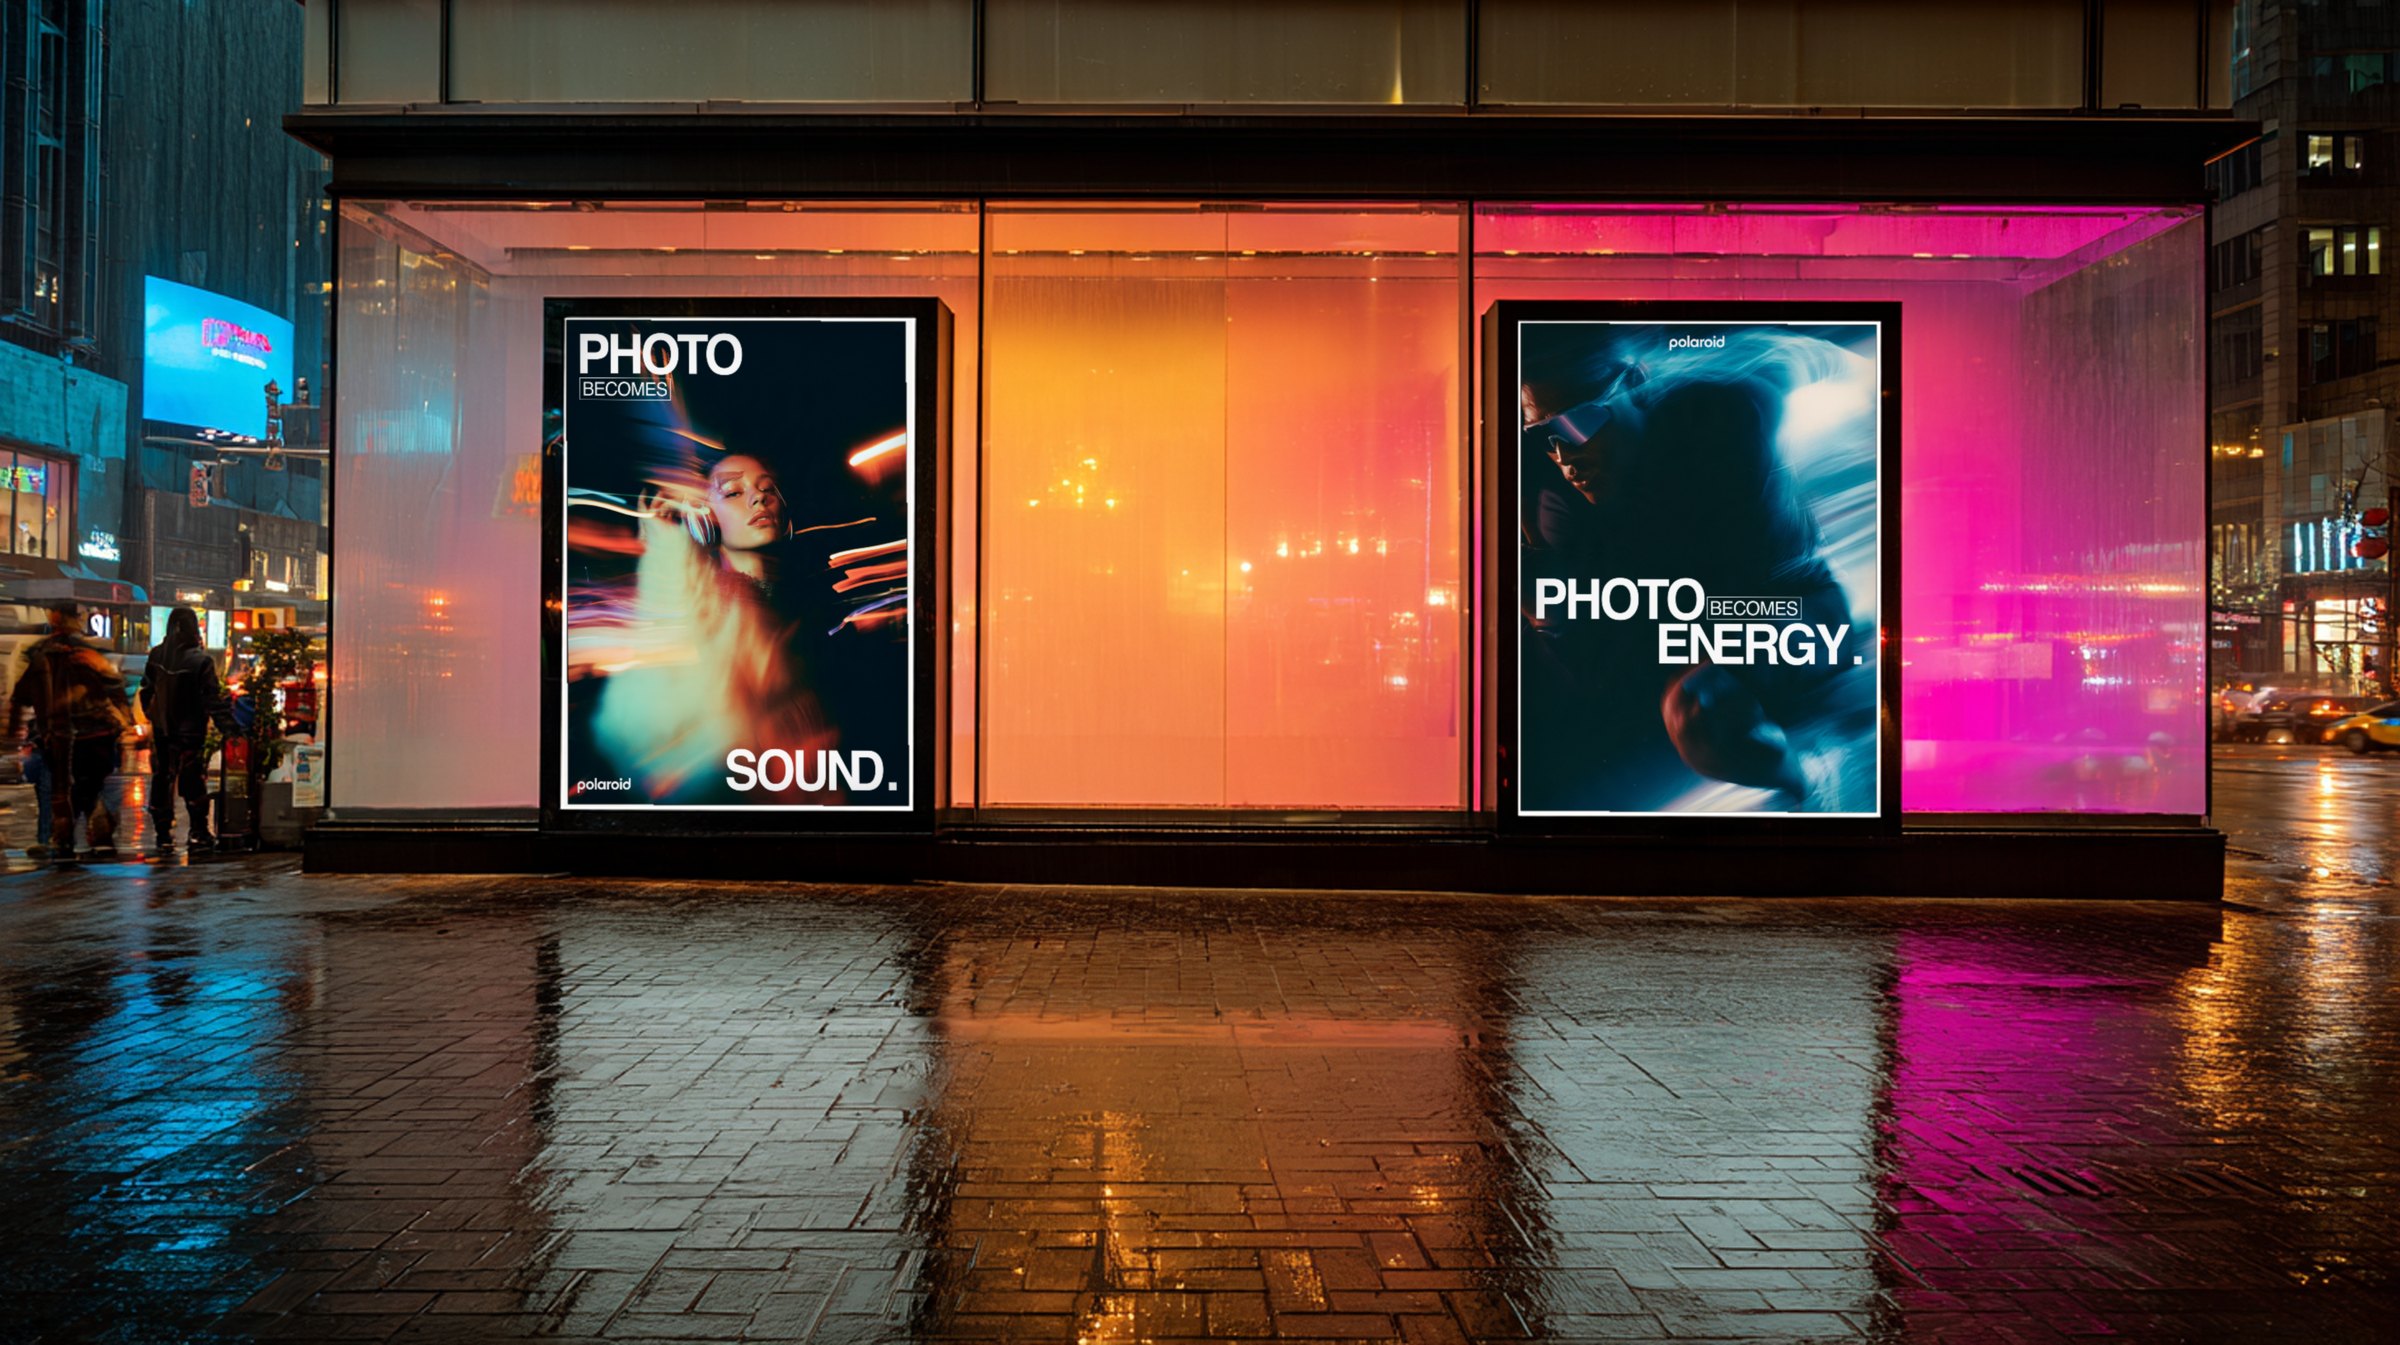 PHOTO
BECOMES
SOUND.
polaroid
polaroid
PHOTO BECOMES
ENERGY.